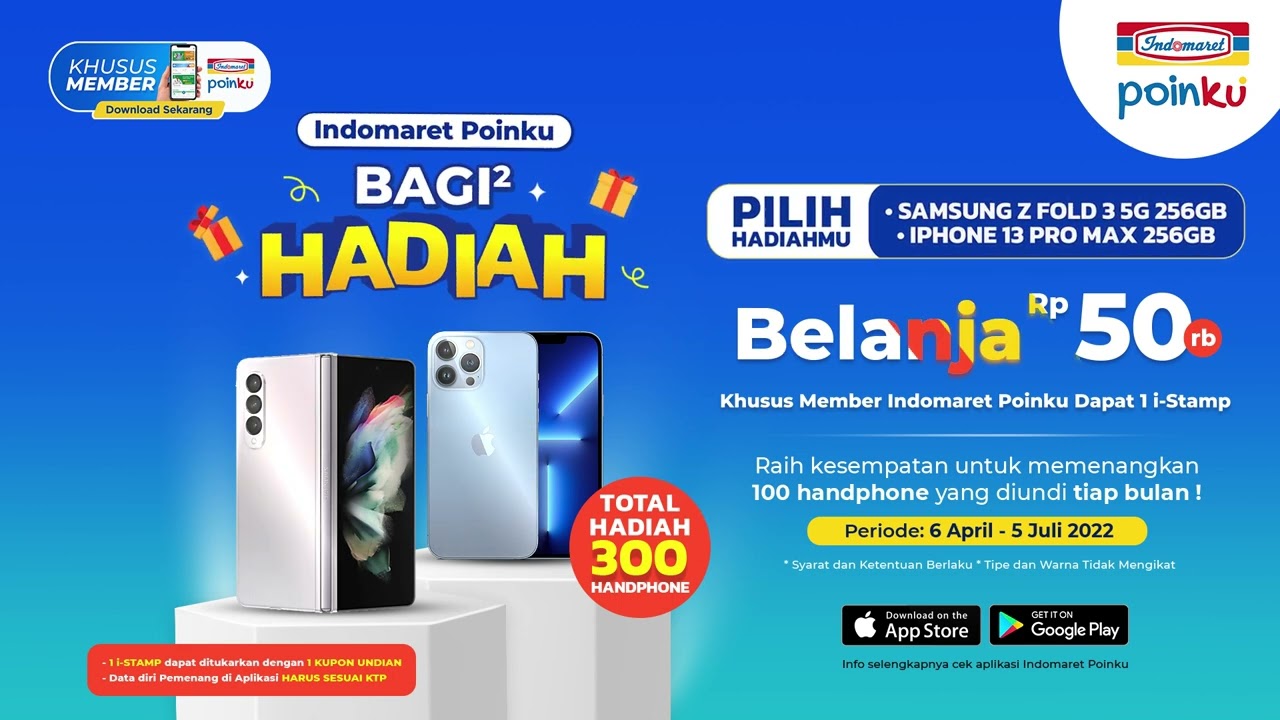 KHUSUS
MEMBER
Indomaret
poinku
Download Sekarang
Indomaret
poinku
Indomaret Poinku
BAGI²
HADIAH
PILIH
HADIAHMU
• SAMSUNG Z FOLD 3 5G 256GB
• IPHONE 13 PRO MAX 256GB
Belanja Rp 50 rb
Khusus Member Indomaret Poinku Dapat 1 i-Stamp
Raih kesempatan untuk memenangkan
100 handphone yang diundi tiap bulan !
Periode: 6 April - 5 Juli 2022
* Syarat dan Ketentuan Berlaku * Tipe dan Warna Tidak Mengikat
TOTAL
HADIAH
300
HANDPHONE
Download on the
App Store
GET IT ON
Google Play
Info selengkapnya cek aplikasi Indomaret Poinku
- 1 i-STAMP dapat ditukarkan dengan 1 KUPON UNDIAN
- Data diri Pemenang di Aplikasi HARUS SESUAI KTP